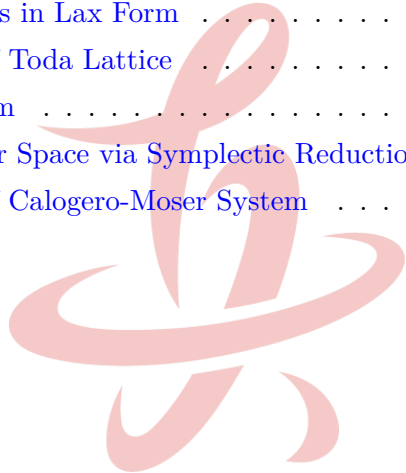 s in Lax Form . . . . . . . . . .
Toda Lattice . . . . . . . . . .
m . . . . . . . . . . . . . . . .
r Space via Symplectic Reductio
Calogero-Moser System . . .